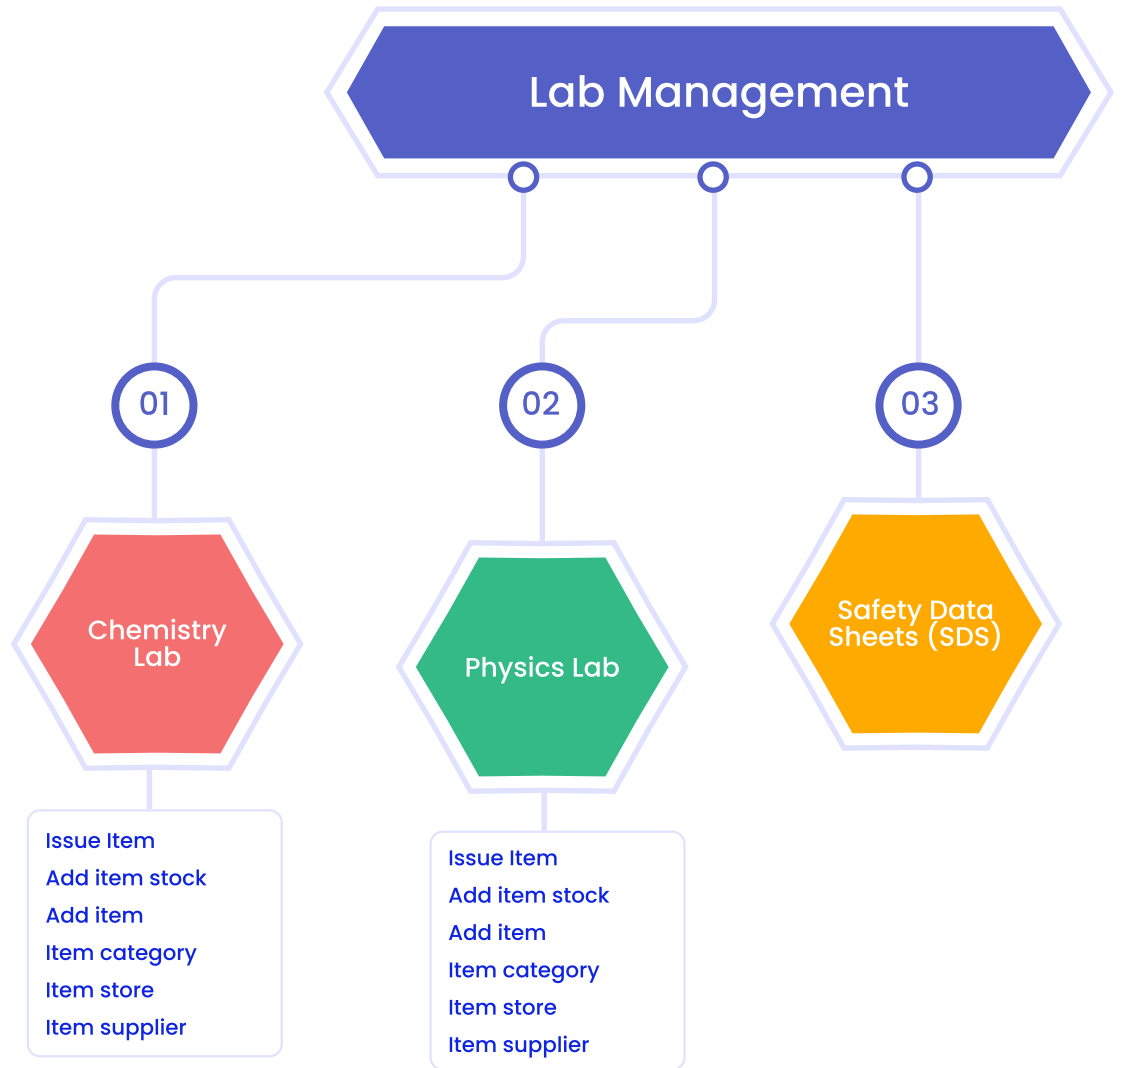 Lab Management
01
02
03
Chemistry
Lab
Physics Lab
Safety Data
Sheets (SDS)
Issue Item
Add item stock
Add item
Item category
Item store
Item supplier
Issue Item
Add item stock
Add item
Item category
Item store
Item supplier